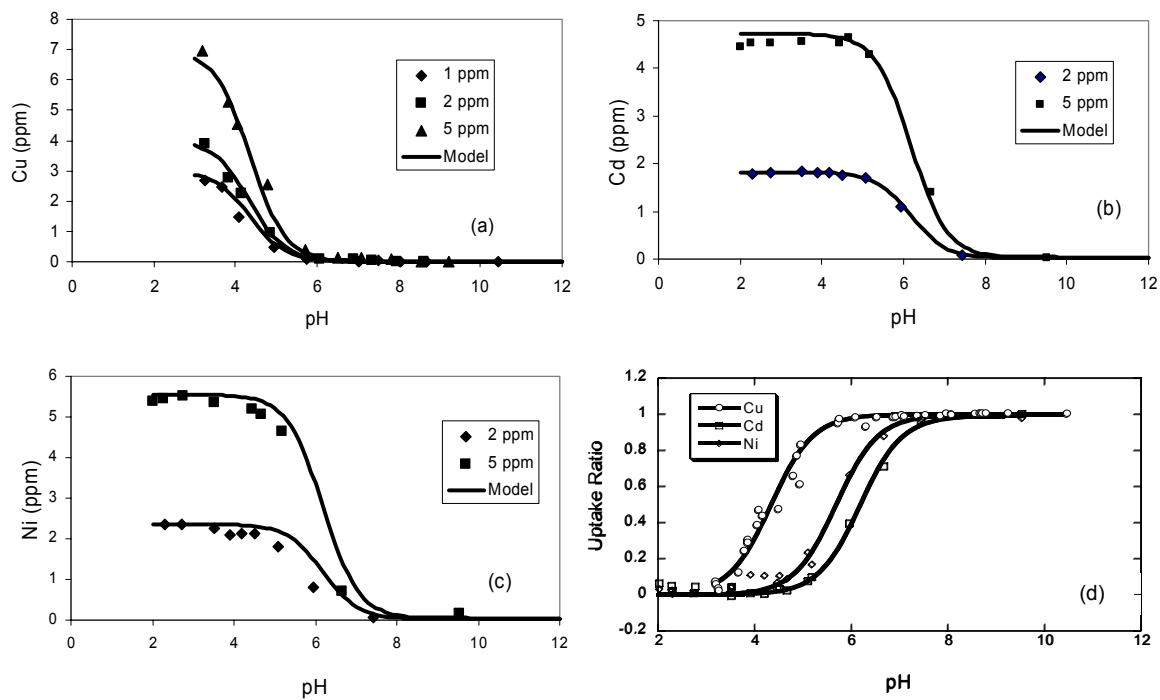 8
7
6
5
4
3
2
1
0
Cu (ppm)
1 ppm
2 ppm
5 ppm
Model
(a)
0 2 4 6 8 10 12
pH
5
4
3
2
1
0
Cd (ppm)
2 ppm
5 ppm
Model
(b)
0 2 4 6 8 10 12
pH
6
5
4
3
2
1
0
Ni (ppm)
2 ppm
5 ppm
Model
(c)
0 2 4 6 8 10 12
pH
1.2
1
0.8
0.6
0.4
0.2
0
-0.2
Uptake Ratio
Cu
Cd
Ni
(d)
2 4 6 8 10 12
pH